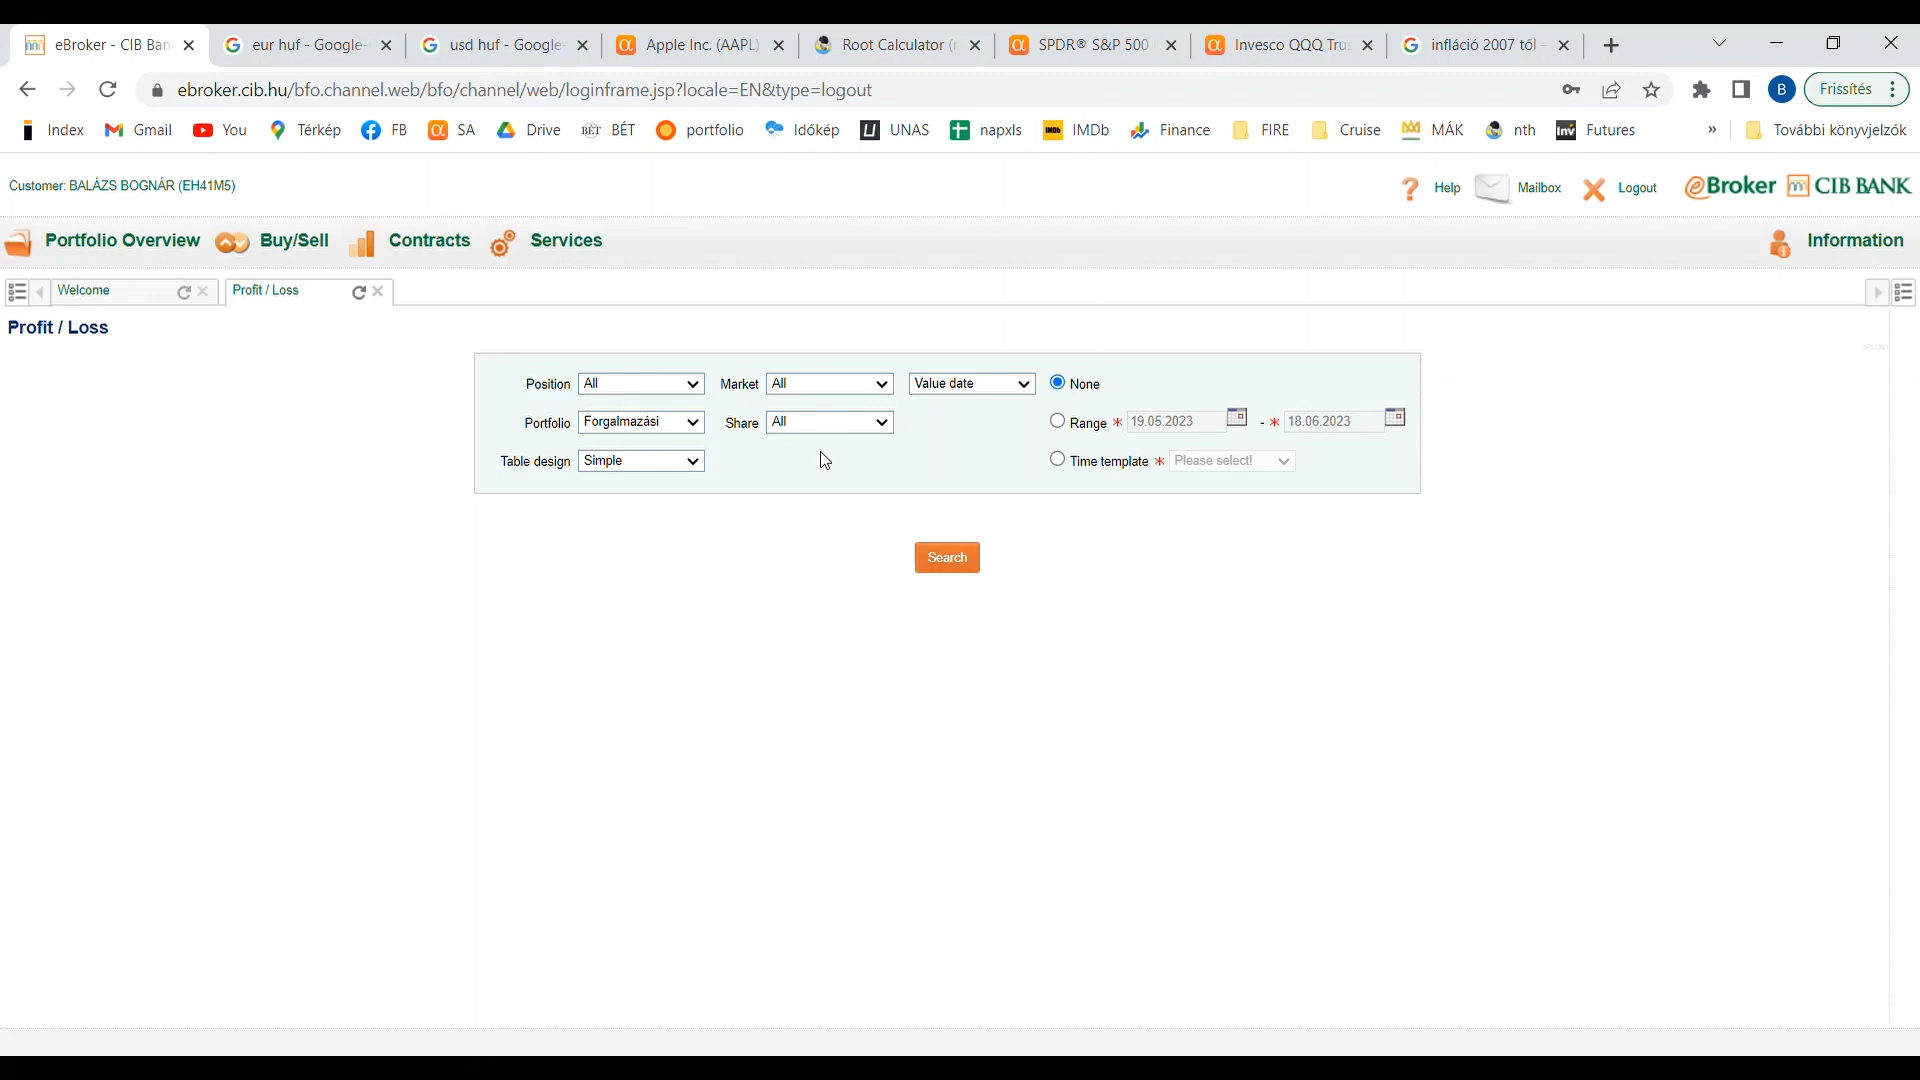 eBroker - CIB Ban
eur huf - Google-
usd huf - Google-
Apple Inc. (AAPL)
Root Calculator (
SPDR® S&P 500
Invesco QQQ Trus
infláció 2007 től -
ebroker.cib.hu/bfo.channel.web/bfo/channel/web/loginframe.jsp?locale=EN&type=logout
B
Frissítés
Index
Gmail
You
Térkép
FB
SA
Drive
BÉT
BÉT
portfolio
Időkép
UNAS
napxls
IMDb
IMDb
Finance
FIRE
Cruise
MÁK
nth
Inv
Futures
»
További könyvjelzők
Customer: BALÁZS BOGNÁR (EH41M5)
Help
Mailbox
Logout
eBroker
CIB BANK
Portfolio Overview
Buy/Sell
Contracts
Services
Information
Welcome
Profit / Loss
Profit / Loss
Position All
Market All
Value date
None
Portfolio Forgalmazási
Share All
Range * 19.05.2023 - * 18.06.2023
Table design Simple
Time template * Please select!
Search